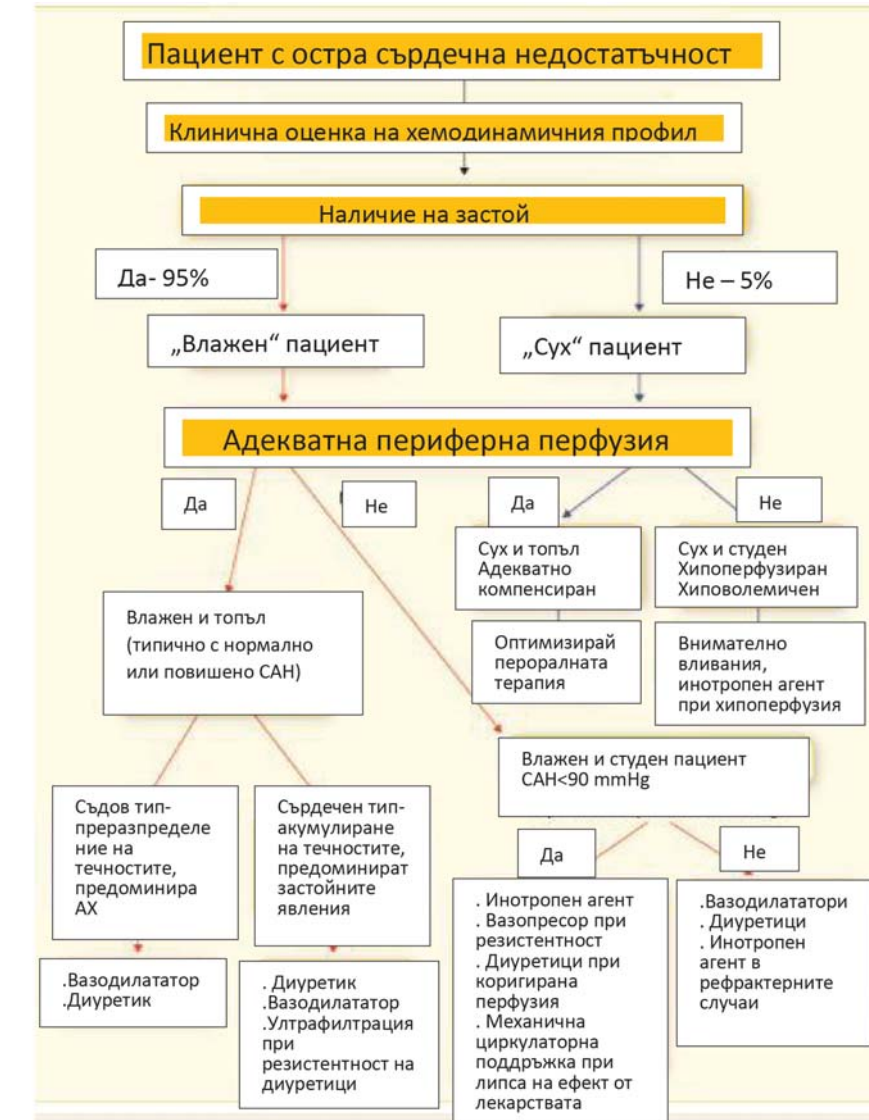 Пациент с остра сърдечна недостатъчност
Клинична оценка на хемодинамичния профил
Наличие на застой
Да- 95%
Не – 5%
„Влажен“ пациент
„Сух“ пациент
Адекватна периферна перфузия
Да
Не
Да
Не
Сух и топъл
Адекватно
компенсиран
Сух и студен
Хипоперфузиран
Хиповолемичен
Влажен и топъл
(типично с нормално
или повишено САН)
Оптимизирай
пероралната
терапия
Внимателно
вливания,
инотропен агент
при хипоперфузия
Влажен и студен пациент
САН<90 mmHg
Съдов тип-
преразпределе
ние на
течностите,
предоминира
АХ
Сърдечен тип-
акумулиране
на течностите,
предоминират
застойните
явления
Да
Не
.Вазодилататор
.Диуретик
. Диуретик
.Вазодилататор
.Ултрафилтрация
при
резистентност на
диуретици
. Инотропен агент
. Вазопресор при
резистентност
. Диуретици при
коригирана
перфузия
. Механична
циркулаторна
поддръжка при
липса на ефект от
лекарствата
.Вазодилататори
. Диуретици
. Инотропен
агент в
рефрактерните
случаи